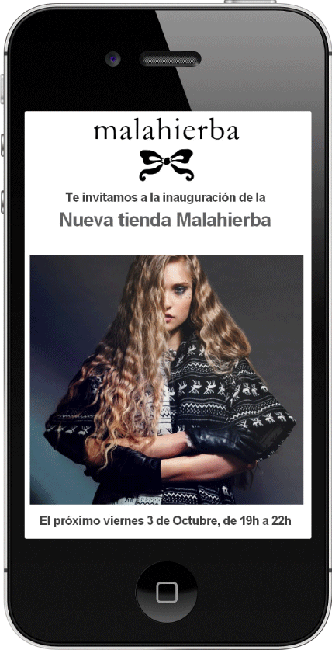 malahierba
Te invitamos a la inauguración de la
Nueva tienda Malahierba
El próximo viernes 3 de Octubre, de 19h a 22h